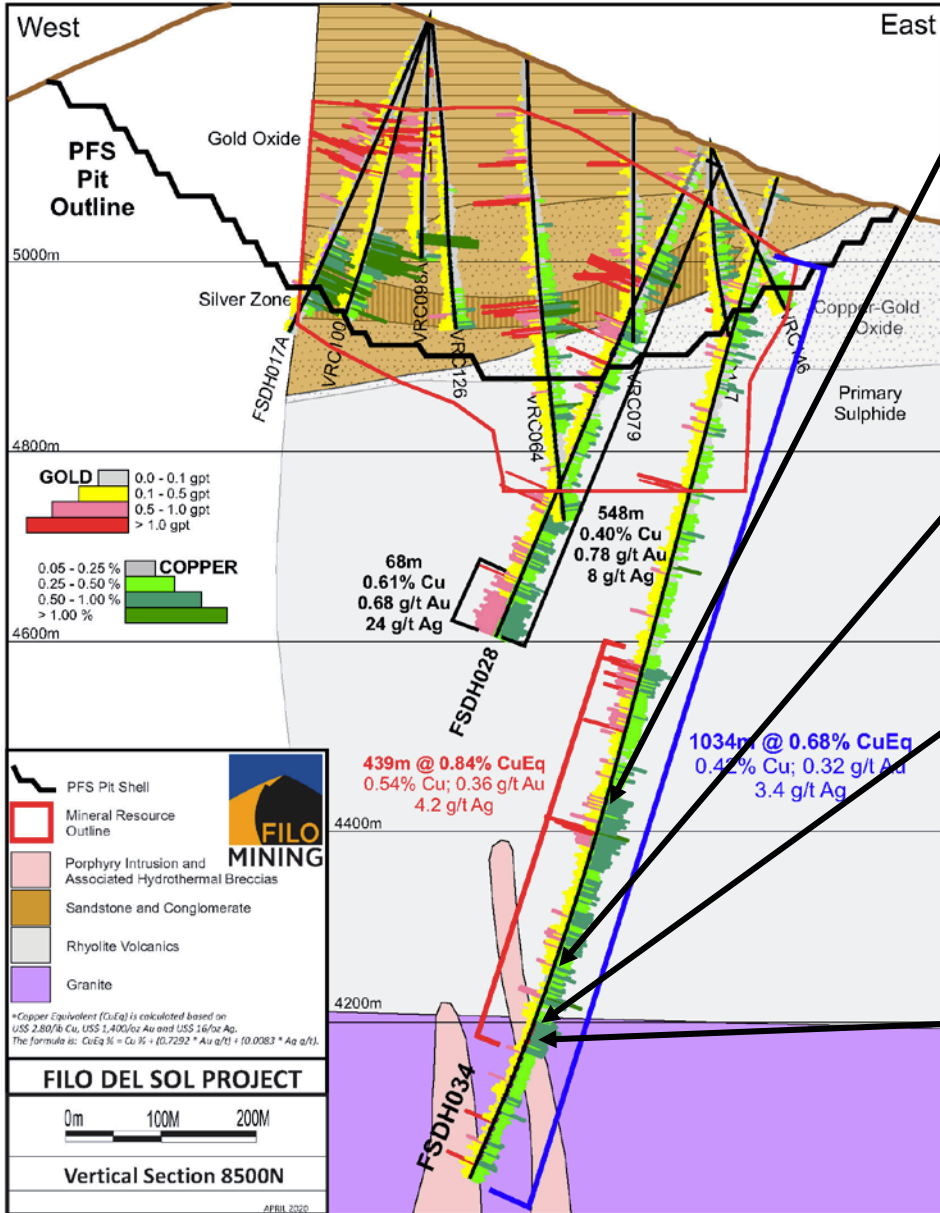 West
East
Gold Oxide
PFS
Pit
Outline
5000m
Silver Zone
Copper-Gold
Oxide
FSDH017A
VRC100
VRC098A
VRC126
VRC064
VRC079
VRC146
Primary
Sulphide
4800m
GOLD
0.0 - 0.1 gpt
0.1 - 0.5 gpt
0.5 - 1.0 gpt
> 1.0 gpt
COPPER
0.05 - 0.25 %
0.25 - 0.50 %
0.50 - 1.00 %
> 1.00 %
548m
0.40% Cu
0.78 g/t Au
8 g/t Ag
68m
0.61% Cu
0.68 g/t Au
24 g/t Ag
4600m
FSDH028
439m @ 0.84% CuEq
0.54% Cu; 0.36 g/t Au
4.2 g/t Ag
1034m @ 0.68% CuEq
0.42% Cu; 0.32 g/t Au
3.4 g/t Ag
4400m
4200m
FSDH034
PFS Pit Shell
Mineral Resource
Outline
FILO
MINING
Porphyry Intrusion and
Associated Hydrothermal Breccias
Sandstone and Conglomerate
Rhyolite Volcanics
Granite
*Copper Equivalent (CuEq) is calculated based on
US$ 2.80/lb Cu, US$ 1,400/oz Au and US$ 16/oz Ag.
The formula is: CuEq % = Cu % + (0.7292 * Au g/t) + (0.0083 * Ag g/t).
FILO DEL SOL PROJECT
0m 100M 200M
Vertical Section 8500N
APRIL 2020